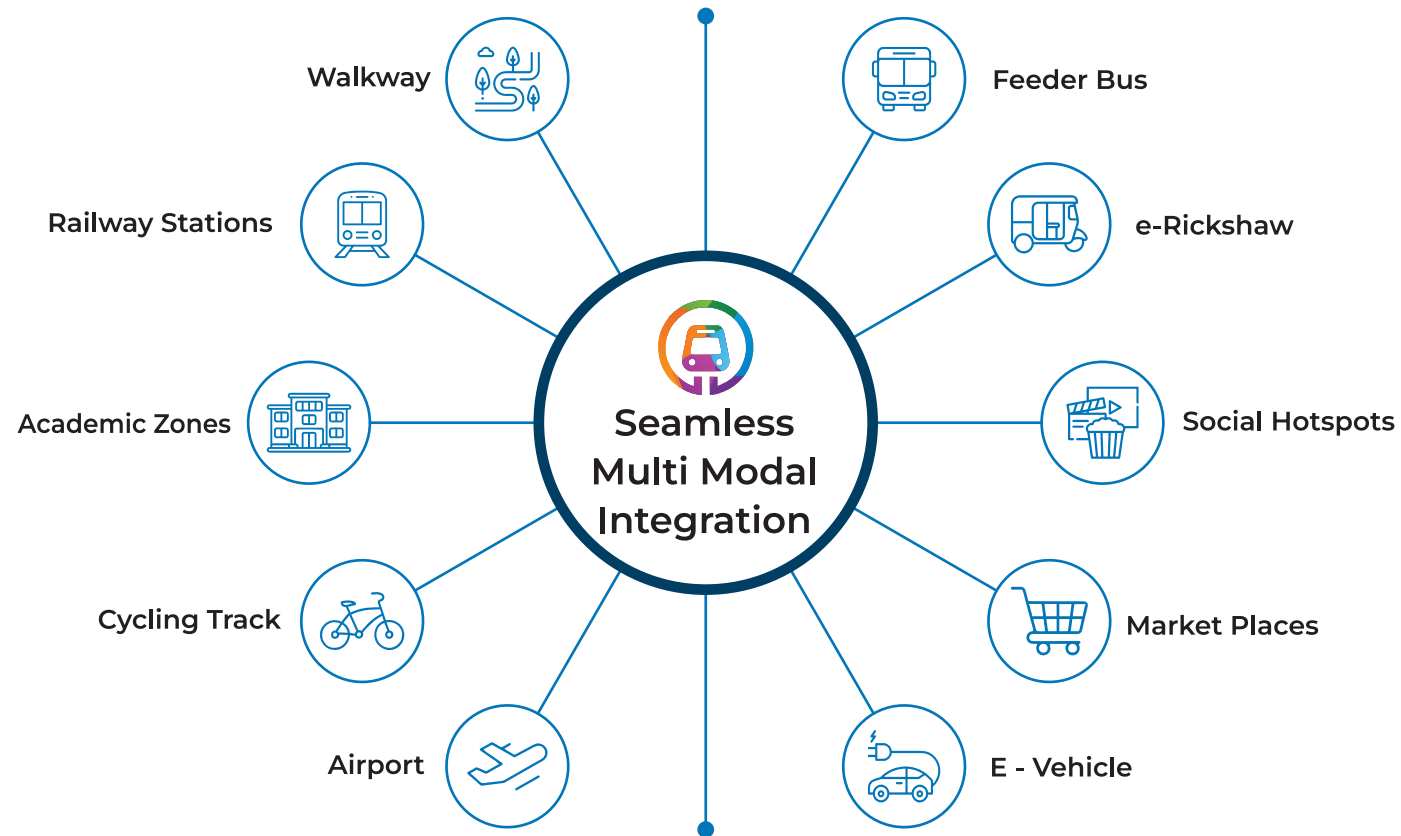 Walkway
Feeder Bus
Railway Stations
e-Rickshaw
Seamless
Multi Modal
Integration
Academic Zones
Social Hotspots
Cycling Track
Market Places
Airport
E - Vehicle